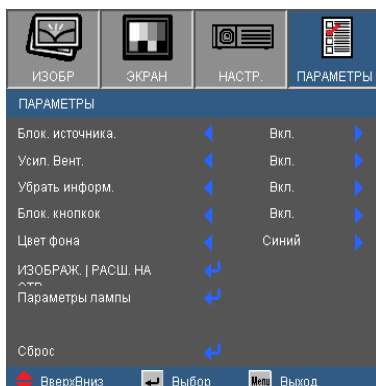 ИЗОБР
ЭКРАН
НАСТР.
ПАРАМЕТРЫ
ПАРАМЕТРЫ
Блок. источника. Вкл.
Усил. Вент. Вкл.
Убрать информ. Вкл.
Блок. кнопкок Вкл.
Цвет фона Синий
ИЗОБРАЖ. | РАСШ. НА
Параметры лампы
Сброс
ВверхВниз
Выбор
Menu
Выход